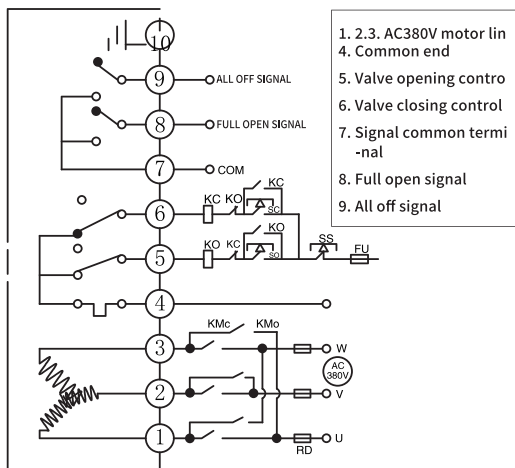 10
9
ALL OFF SIGNAL
8
FULL OPEN SIGNAL
7
COM
KC
6
KC KO
SC
KO
5
KO KC
SO
SS
FU
4
KMc KMo
3
W
AC
380V
2
V
1
U
RD
1. 2.3. AC380V motor lin
4. Common end
5. Valve opening contro
6. Valve closing control
7. Signal common termi
-nal
8. Full open signal
9. All off signal